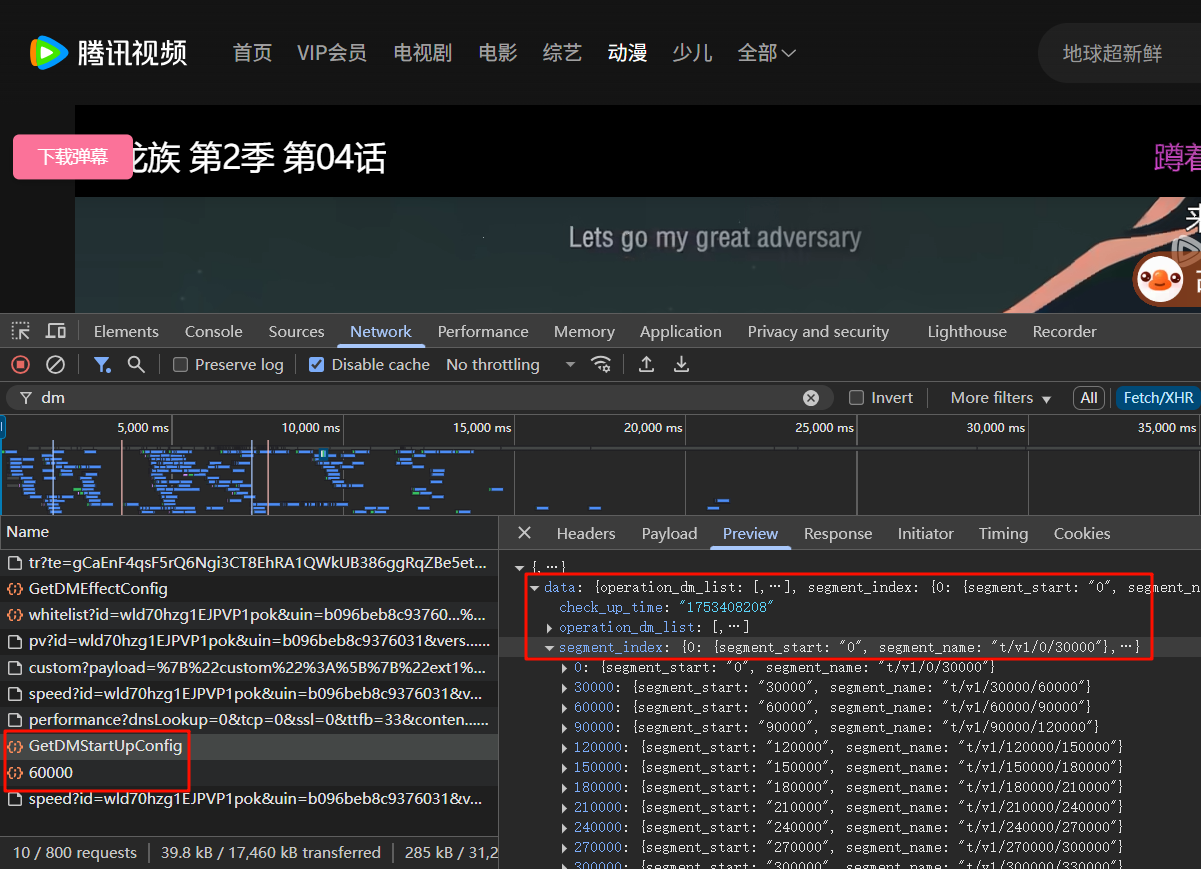 腾讯视频 首页 VIP会员 电视剧 电影 综艺 动漫 少儿 全部 地球超新鲜
下载弹幕 龙族 第2季 第04话 蹲着
Lets go my great adversary 来
Elements Console Sources Network Performance Memory Application Privacy and security Lighthouse Recorder
Preserve log Disable cache No throttling
dm Invert More filters All Fetch/XHR
5,000 ms 10,000 ms 15,000 ms 20,000 ms 25,000 ms 30,000 ms 35,000 ms
Name
tr?te=gCaEnF4qsF5rQ6Ngi3CT8EhRA1QWkUB386ggRqZBe5et...
GetDMEffectConfig
whitelist?id=wld70hzg1EJPVP1pok&uin=b096beb8c93760...%...
pv?id=wld70hzg1EJPVP1pok&uin=b096beb8c9376031&vers......
custom?payload=%7B%22custom%22%3A%5B%7B%22ext1%...
speed?id=wld70hzg1EJPVP1pok&uin=b096beb8c9376031&v...
performance?dnsLookup=0&tcp=0&ssl=0&ttfb=33&conten......
GetDMStartUpConfig
60000
speed?id=wld70hzg1EJPVP1pok&uin=b096beb8c9376031&v...
10 / 800 requests 39.8 kB / 17,460 kB transferred 285 kB / 31,2
Headers Payload Preview Response Initiator Timing Cookies
{,…}
data: {operation_dm_list: [,…], segment_index: {0: {segment_start: "0", segment_n
check_up_time: "1753408208"
operation_dm_list: [,…]
segment_index: {0: {segment_start: "0", segment_name: "t/v1/0/30000"},…}
0: {segment_start: "0", segment_name: "t/v1/0/30000"}
30000: {segment_start: "30000", segment_name: "t/v1/30000/60000"}
60000: {segment_start: "60000", segment_name: "t/v1/60000/90000"}
90000: {segment_start: "90000", segment_name: "t/v1/90000/120000"}
120000: {segment_start: "120000", segment_name: "t/v1/120000/150000"}
150000: {segment_start: "150000", segment_name: "t/v1/150000/180000"}
180000: {segment_start: "180000", segment_name: "t/v1/180000/210000"}
210000: {segment_start: "210000", segment_name: "t/v1/210000/240000"}
240000: {segment_start: "240000", segment_name: "t/v1/240000/270000"}
270000: {segment_start: "270000", segment_name: "t/v1/270000/300000"}
300000: {segment_start: "300000", segment_name: "t/v1/300000/330000"}